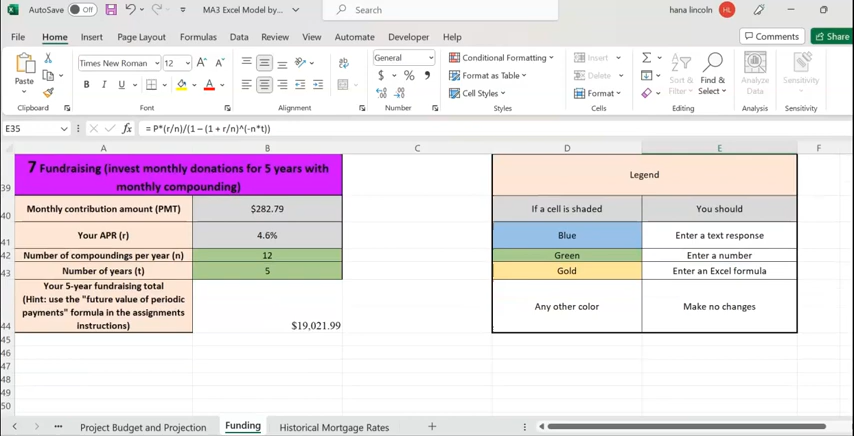 AutoSave Off MA3 Excel Model by... Search hana lincoln HL
File Home Insert Page Layout Formulas Data Review View Automate Developer Help Comments Share
Paste Times New Roman 12 A A General Conditional Formatting Insert Σ Sort & Filter Find & Select Analyze Data Sensitivity
B I U A $ % , Format as Table Delete
Cell Styles Format
Clipboard Font Alignment Number Styles Cells Editing Analysis Sensitivity
E35 fx = P*(r/n)/(1 – (1 + r/n)^(-n*t))
A B C D E F
39 7 Fundraising (invest monthly donations for 5 years with
monthly compounding) Legend
40 Monthly contribution amount (PMT) $282.79 If a cell is shaded You should
41 Your APR (r) 4.6% Blue Enter a text response
42 Number of compoundings per year (n) 12 Green Enter a number
43 Number of years (t) 5 Gold Enter an Excel formula
Your 5-year fundraising total
(Hint: use the "future value of periodic
payments" formula in the assignments
instructions)
44 $19,021.99 Any other color Make no changes
45
46
47
48
49
50
Project Budget and Projection Funding Historical Mortgage Rates